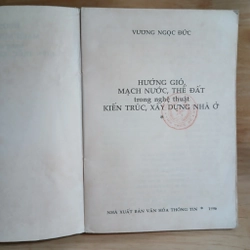 VƯƠNG NGỌC ĐỨC
HƯỚNG GIÓ,
MẠCH NƯỚC, THẾ ĐẤT
trong nghệ thuật
KIẾN TRÚC, XÂY DỰNG NHÀ Ở
NHÀ XUẤT BẢN VĂN HÓA THÔNG TIN * 1996